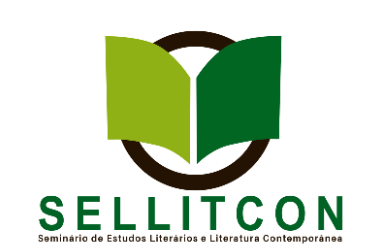 SELLITCON
Seminário de Estudos Literários e Literatura Contemporânea